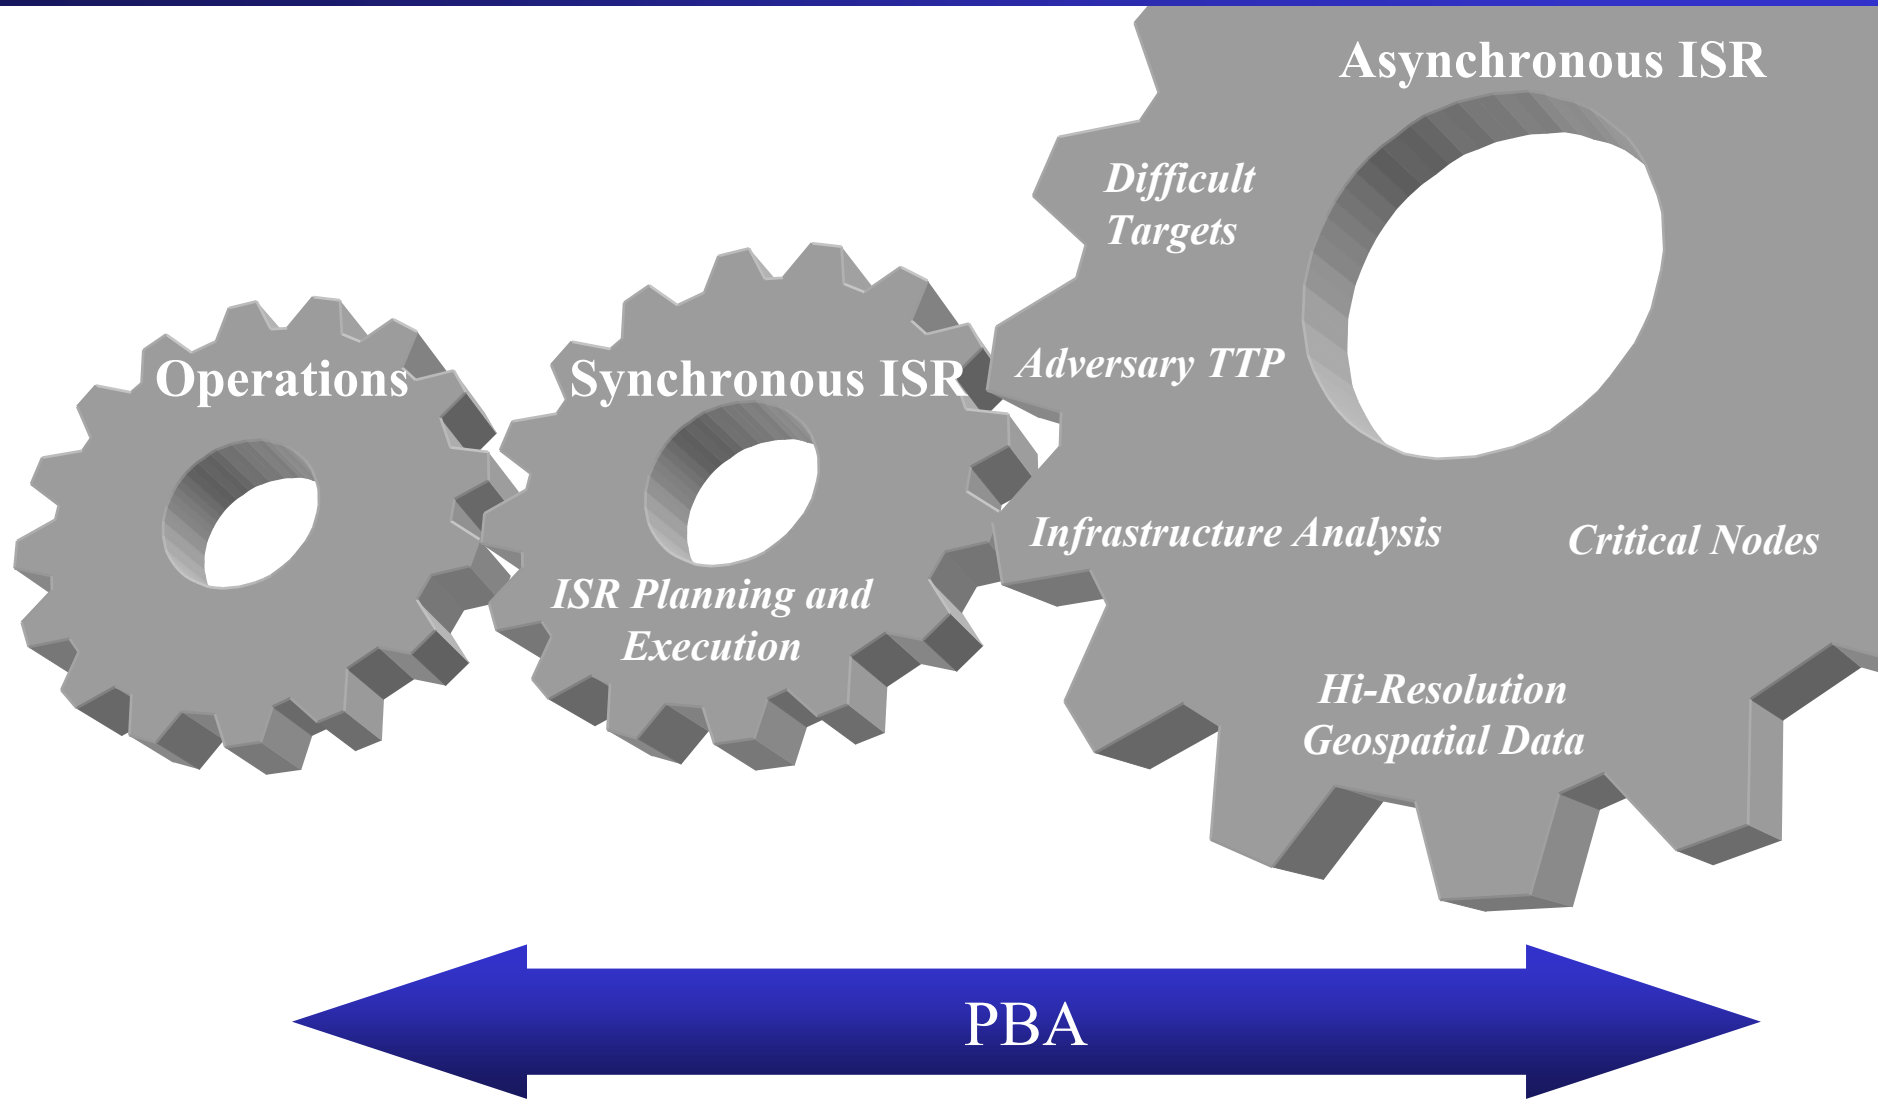 Asynchronous ISR
Difficult
Targets
Adversary TTP
Operations
Synchronous ISR
Infrastructure Analysis
Critical Nodes
ISR Planning and
Execution
Hi-Resolution
Geospatial Data
PBA